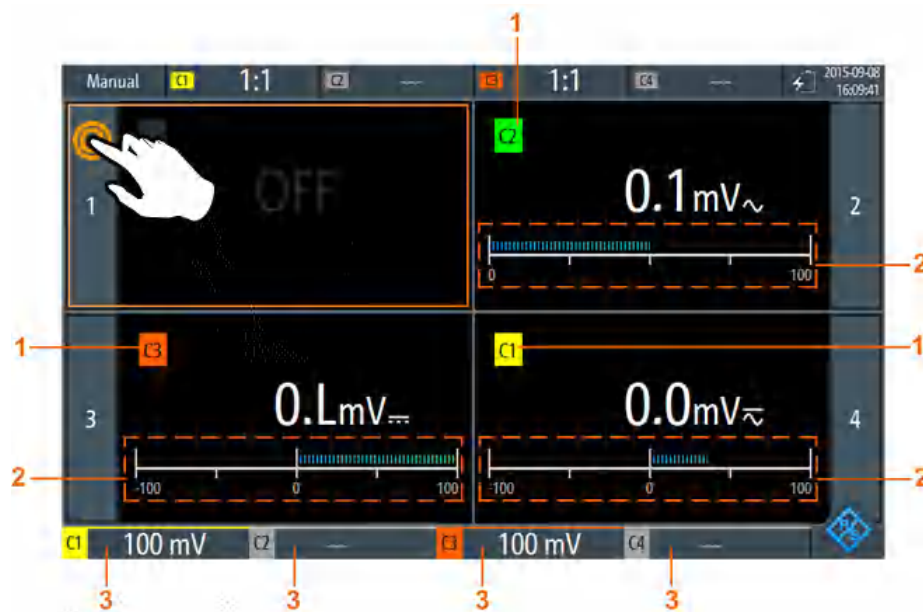 1
Manual C1 1:1 C2 --- C3 1:1 C4 --- 2015-09-08
16:09:41
1 OFF
C2
0.1mV~ 2
0 100 2
1 C3
C1 1
3 0.LmV⎓
0.0mV⏦ 4
2 -100 0 100
-100 0 100 2
C1 100 mV C2 --- C3 100 mV C4 --- R&S
3 3 3 3